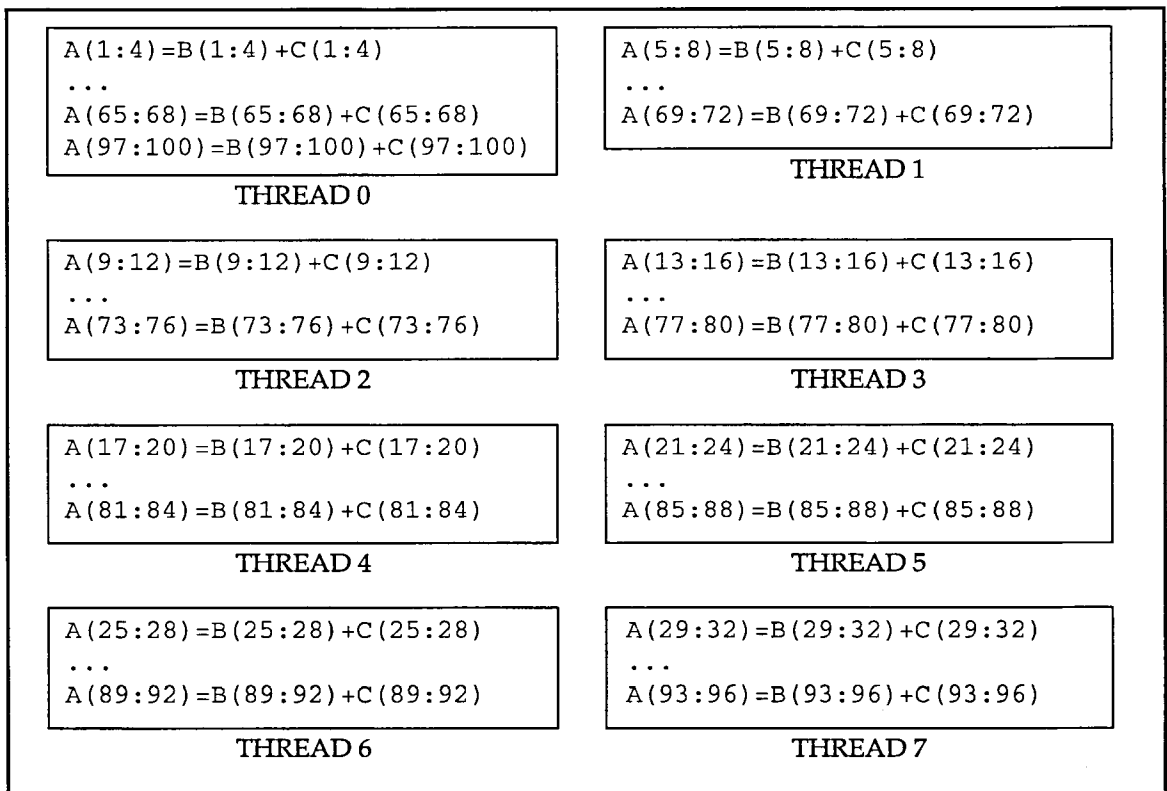 A(1:4)=B(1:4)+C(1:4)
...
A(65:68)=B(65:68)+C(65:68)
A(97:100)=B(97:100)+C(97:100)
THREAD 0
A(5:8)=B(5:8)+C(5:8)
...
A(69:72)=B(69:72)+C(69:72)
THREAD 1
A(9:12)=B(9:12)+C(9:12)
...
A(73:76)=B(73:76)+C(73:76)
THREAD 2
A(13:16)=B(13:16)+C(13:16)
...
A(77:80)=B(77:80)+C(77:80)
THREAD 3
A(17:20)=B(17:20)+C(17:20)
...
A(81:84)=B(81:84)+C(81:84)
THREAD 4
A(21:24)=B(21:24)+C(21:24)
...
A(85:88)=B(85:88)+C(85:88)
THREAD 5
A(25:28)=B(25:28)+C(25:28)
...
A(89:92)=B(89:92)+C(89:92)
THREAD 6
A(29:32)=B(29:32)+C(29:32)
...
A(93:96)=B(93:96)+C(93:96)
THREAD 7